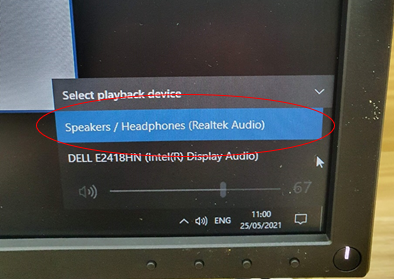 Select playback device
Speakers / Headphones (Realtek Audio)
DELL E2418HN (Intel(R) Display Audio)
67
ENG
11:00
25/05/2021